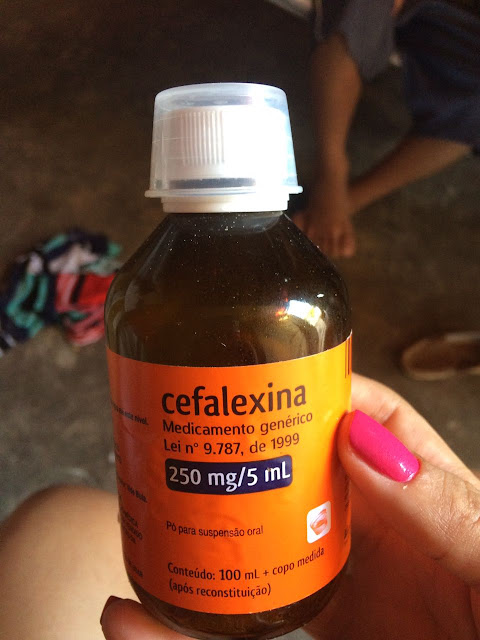 cefalexina
Medicamento genérico
Lei n° 9.787, de 1999
250 mg/5 mL
Pó para suspensão oral
Conteúdo: 100 mL + copo medida
(após reconstituição)